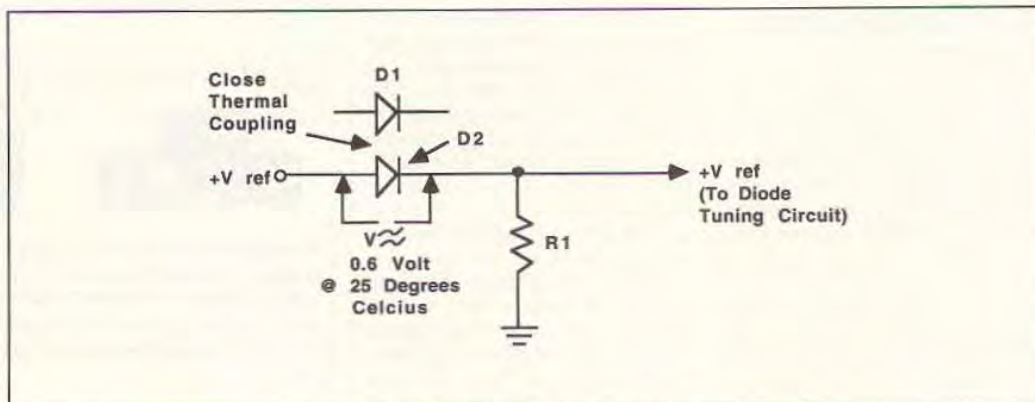 Close
Thermal
Coupling
D1
D2
+V ref
V≈
0.6 Volt
@ 25 Degrees
Celcius
R1
+V ref
(To Diode
Tuning Circuit)